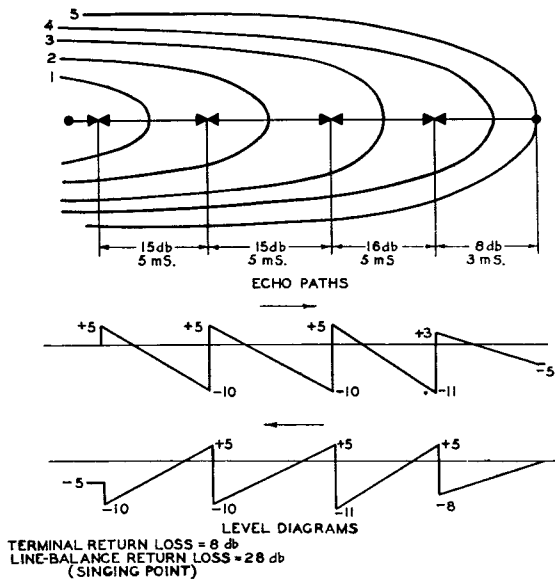 5
4
3
2
1
15db 15db 16db 8db
5 mS. 5 mS. 5 mS 3 mS.
ECHO PATHS
+5 +5 +5 +3
-10 -10 -11 -5
+5 +5 +5
-5
-10 -10 -11 -8
LEVEL DIAGRAMS
TERMINAL RETURN LOSS = 8 db
LINE-BALANCE RETURN LOSS = 28 db
(SINGING POINT)